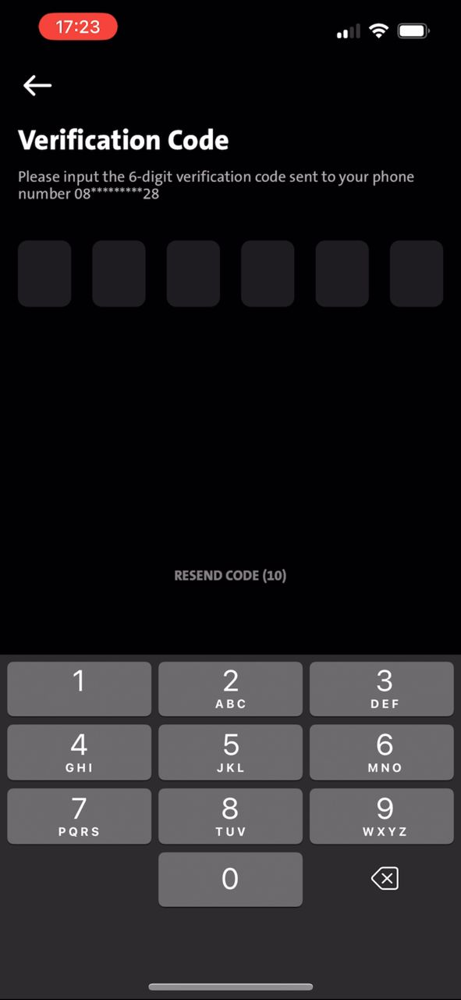 17:23
Verification Code
Please input the 6-digit verification code sent to your phone
number 08*********28
RESEND CODE (10)
1
2
ABC
3
DEF
4
GHI
5
JKL
6
MNO
7
PQRS
8
TUV
9
WXYZ
0